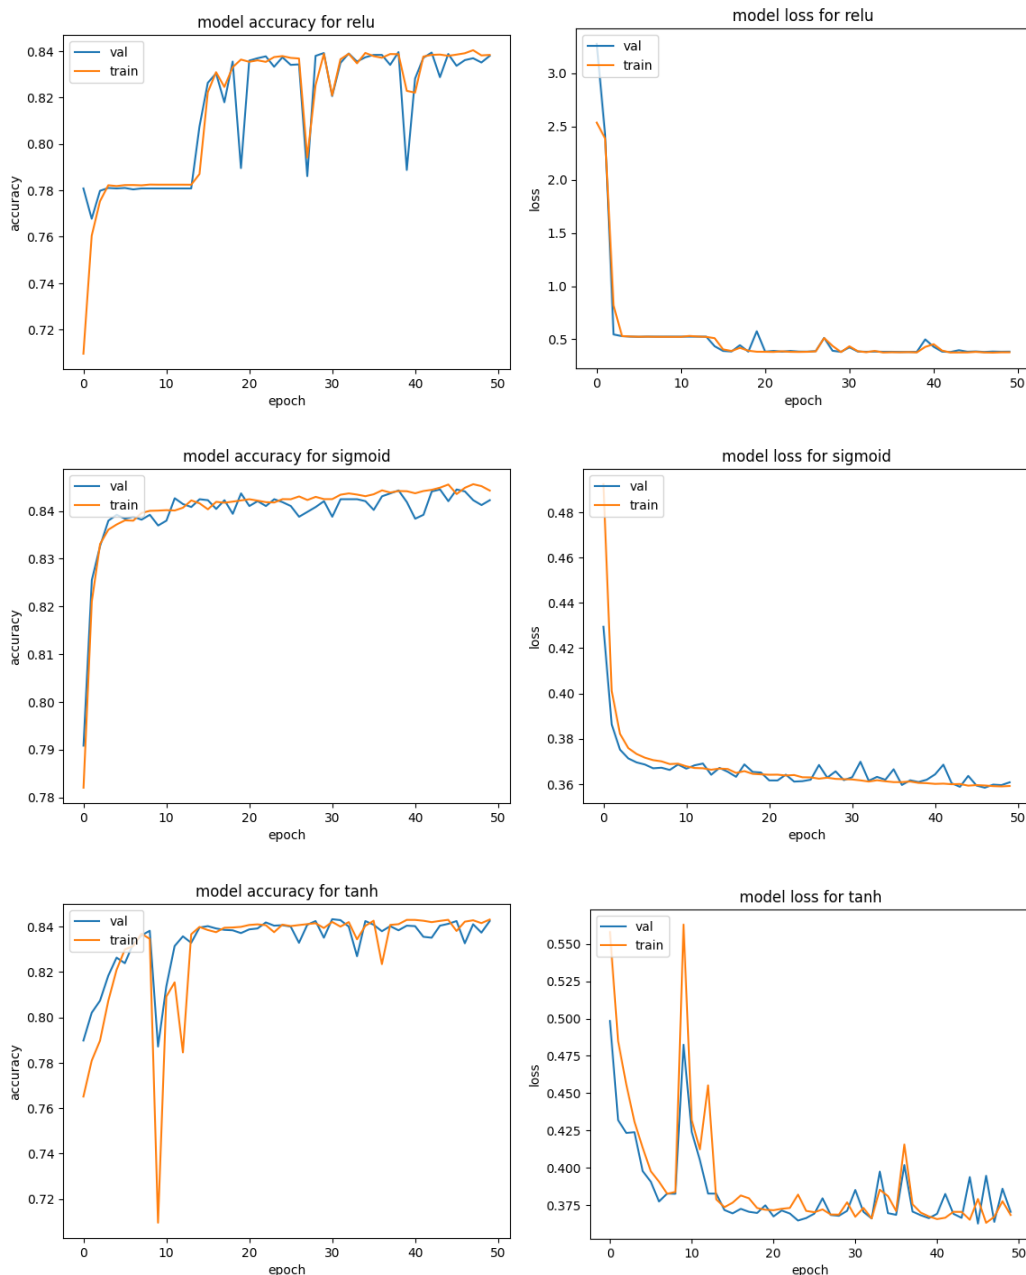 model accuracy for relu
val
train
0.84
0.82
0.80
0.78
0.76
0.74
0.72
accuracy
0 10 20 30 40 50
epoch
model loss for relu
val
train
3.0
2.5
2.0
1.5
1.0
0.5
loss
0 10 20 30 40 50
epoch
model accuracy for sigmoid
val
train
0.84
0.83
0.82
0.81
0.80
0.79
0.78
accuracy
0 10 20 30 40 50
epoch
model loss for sigmoid
val
train
0.48
0.46
0.44
0.42
0.40
0.38
0.36
loss
0 10 20 30 40 50
epoch
model accuracy for tanh
val
train
0.84
0.82
0.80
0.78
0.76
0.74
0.72
accuracy
0 10 20 30 40 50
epoch
model loss for tanh
val
train
0.550
0.525
0.500
0.475
0.450
0.425
0.400
0.375
loss
0 10 20 30 40 50
epoch